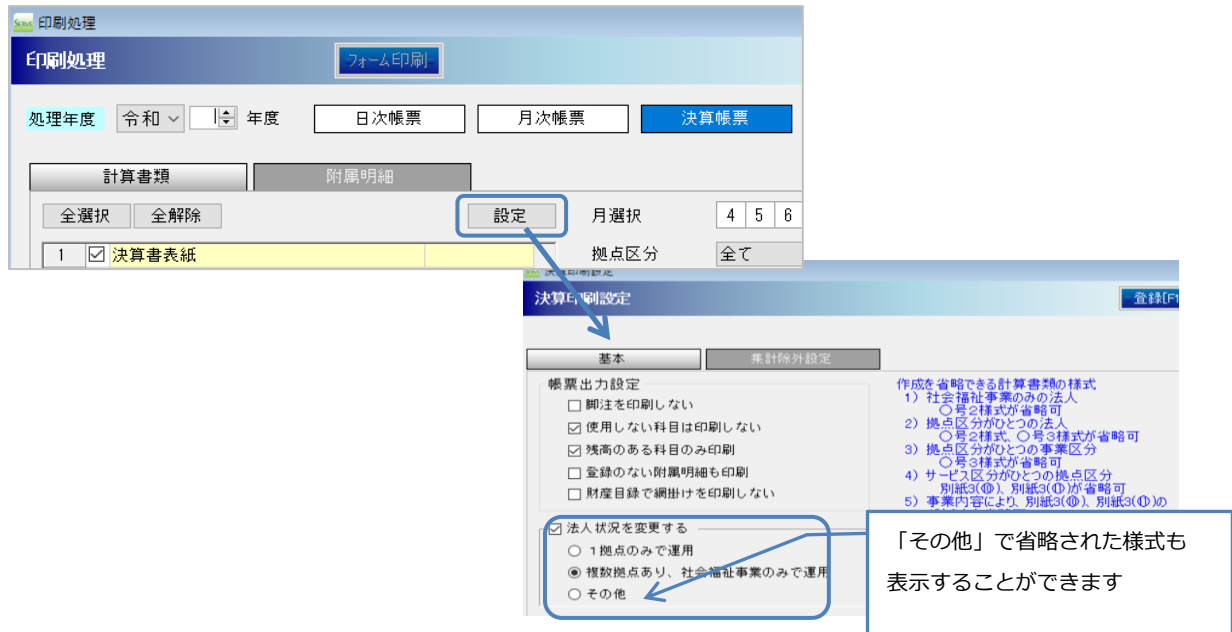 印刷処理
印刷処理
フォーム印刷
処理年度 令和 年度 日次帳票 月次帳票 決算帳票
計算書類 附属明細
全選択 全解除 設定 月選択 4 5 6
1 決算書表紙 拠点区分 全て
決算印刷設定
決算印刷設定 登録[F1
基本 集計除外設定
帳票出力設定
脚注を印刷しない
使用しない科目は印刷しない
残高のある科目のみ印刷
登録のない附属明細も印刷
財産目録で網掛けを印刷しない
作成を省略できる計算書類の様式
1) 社会福祉事業のみの法人
〇号2様式が省略可
2) 拠点区分がひとつの法人
〇号2様式、〇号3様式が省略可
3) 拠点区分がひとつの事業区分
〇号3様式が省略可
4) サービス区分がひとつの拠点区分
別紙3(⑩)、別紙3(⑪)が省略可
5) 事業内容により、別紙3(⑩)、別紙3(⑪)の
法人状況を変更する
1拠点のみで運用
複数拠点あり、社会福祉事業のみで運用
その他
「その他」で省略された様式も
表示することができます